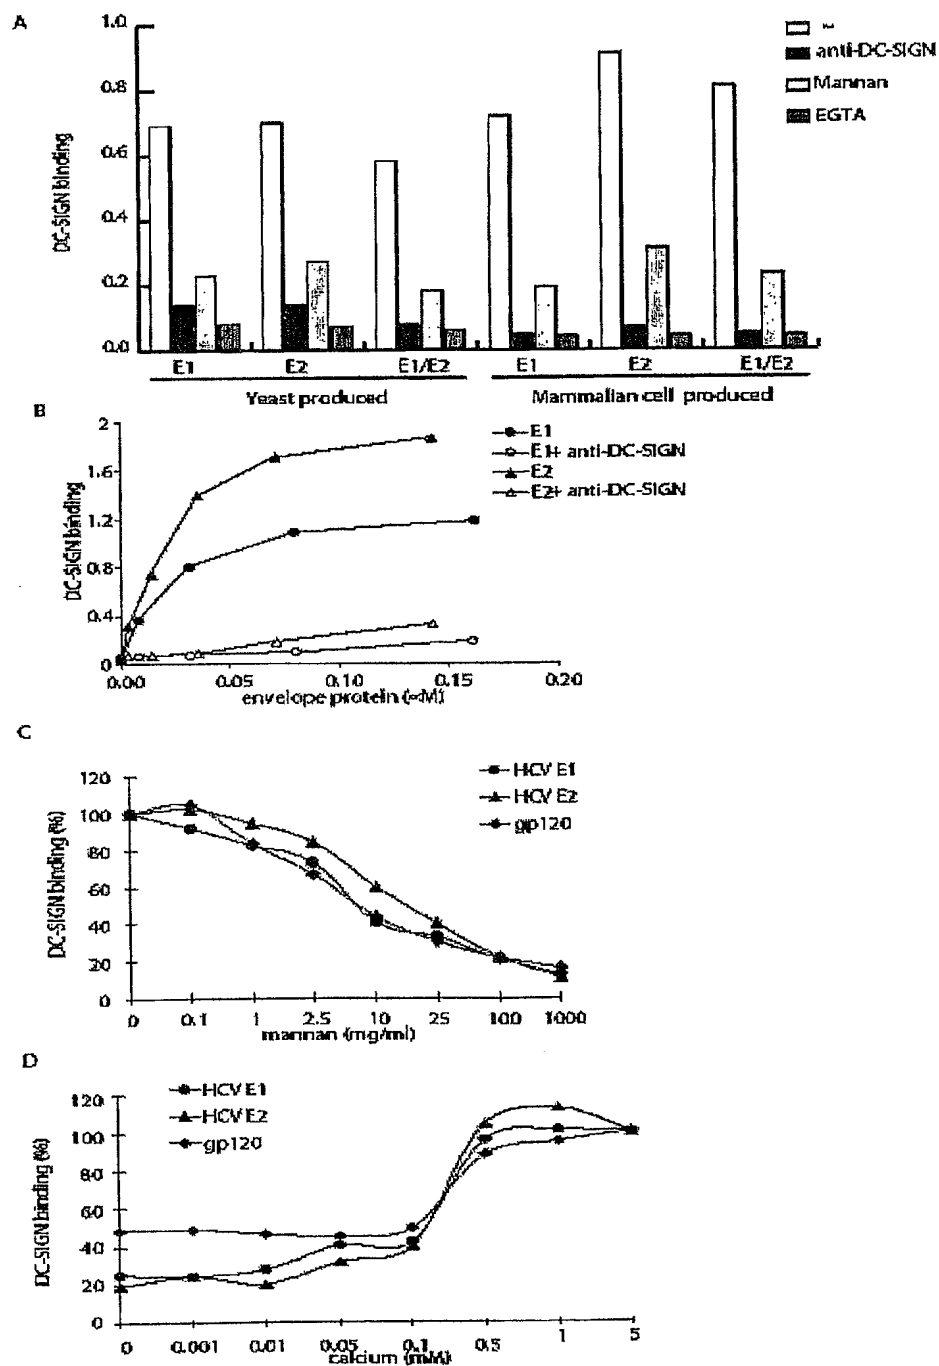 A
DC-SIGN binding
1.0
0.8
0.6
0.4
0.2
0.0
–
anti-DC-SIGN
Mannan
EGTA
E1 E2 E1/E2 E1 E2 E1/E2
Yeast produced Mammalian cell produced
B
DC-SIGN binding
2
1.6
1.2
0.8
0.4
0
0.00 0.05 0.10 0.15 0.20
E1
E1+ anti-DC-SIGN
E2
E2+ anti-DC-SIGN
C
DC-SIGN binding (%)
120
100
80
60
40
20
0
0 0.1 1 2.5 10 25 100 1000
mannan (mg/ml)
HCV E1
HCV E2
gp120
D
DC-SIGN binding (%)
120
100
80
60
40
20
0
0 0.001 0.01 0.05 0.1 0.5 1 5
calcium (mM)
HCV E1
HCV E2
gp120
envelope protein